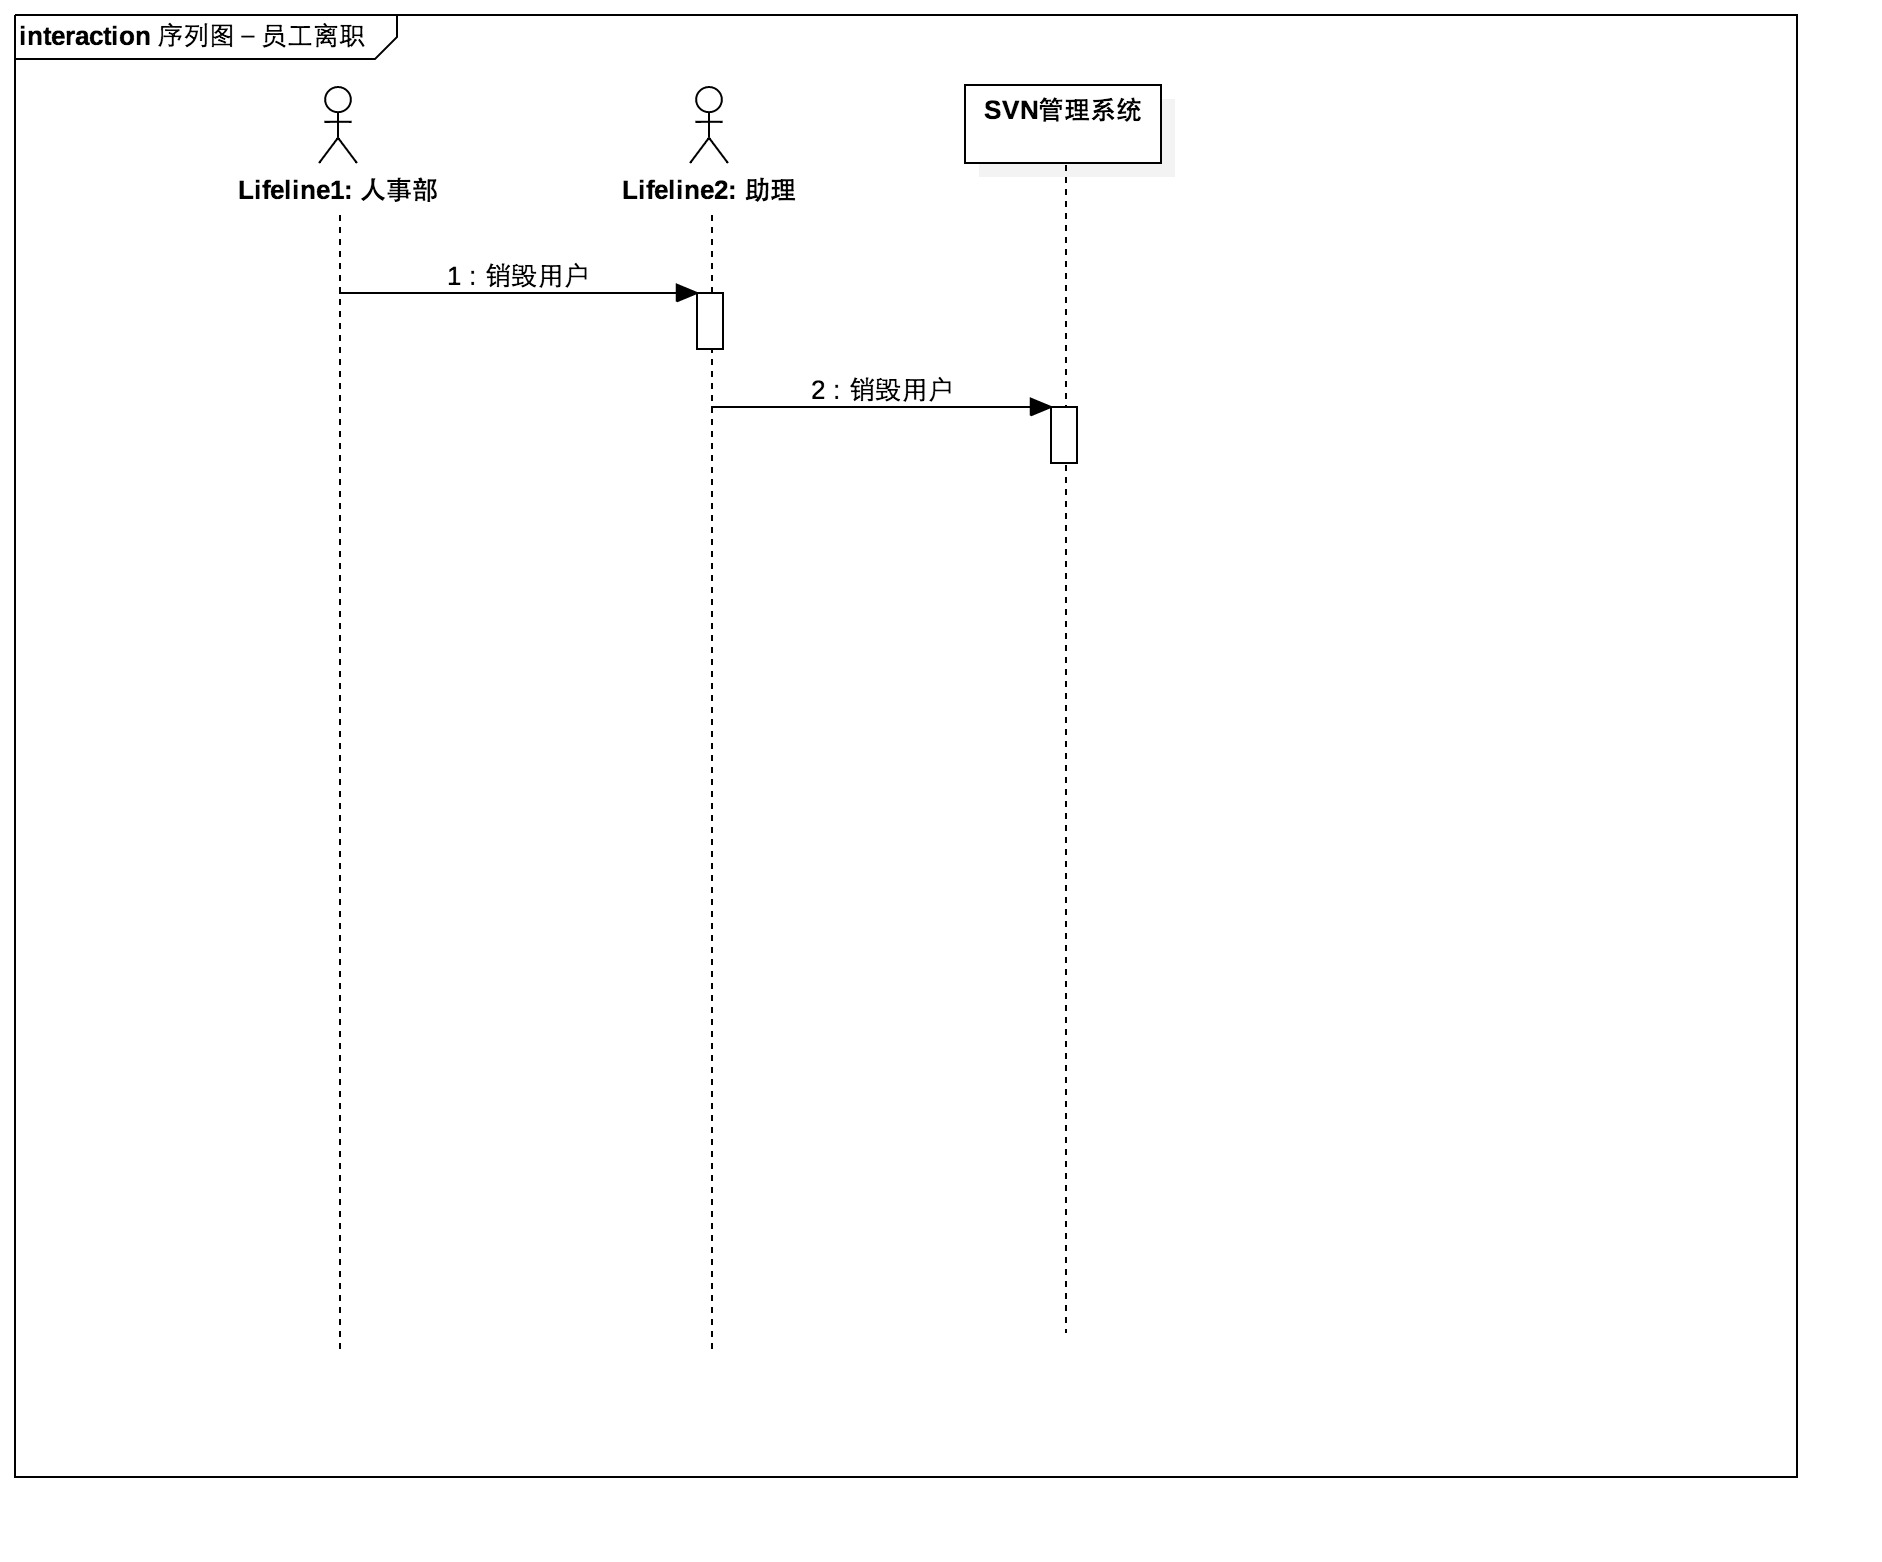 interaction 序列图 – 员工离职
SVN管理系统
Lifeline1: 人事部
Lifeline2: 助理
1 : 销毁用户
2 : 销毁用户